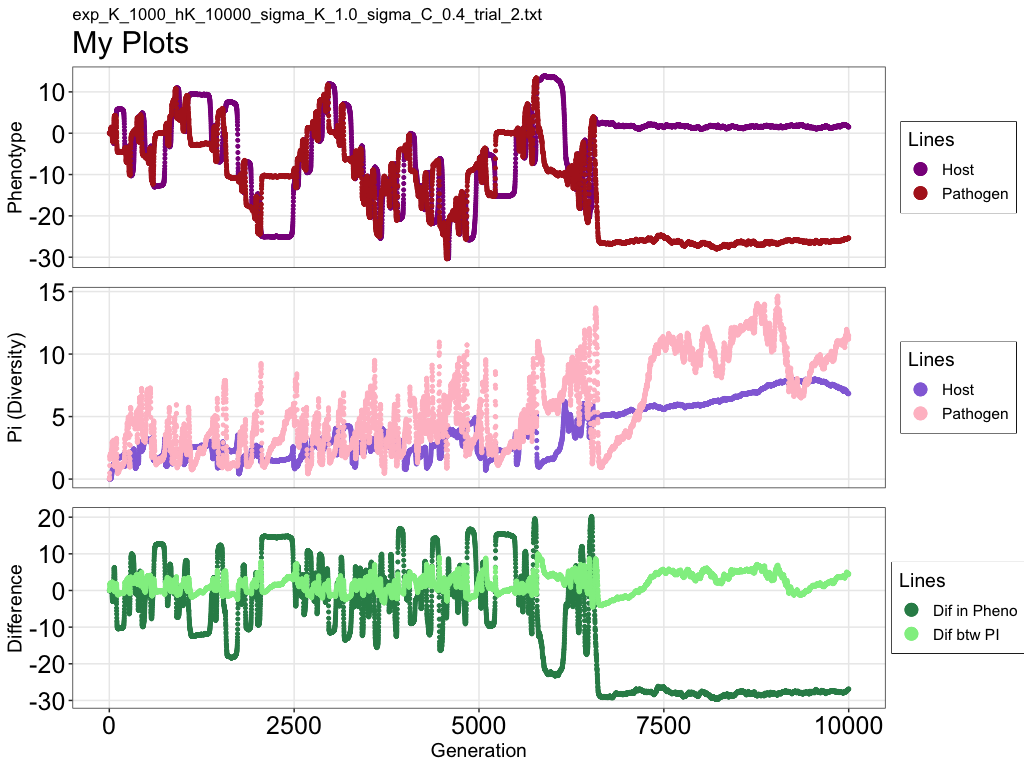 exp_K_1000_hK_10000_sigma_K_1.0_sigma_C_0.4_trial_2.txt
My Plots
Phenotype
10
0
-10
-20
-30
Lines
Host
Pathogen
Pi (Diversity)
15
10
5
0
Lines
Host
Pathogen
Difference
20
10
0
-10
-20
-30
Lines
Dif in Pheno
Dif btw PI
0 2500 5000 7500 10000
Generation